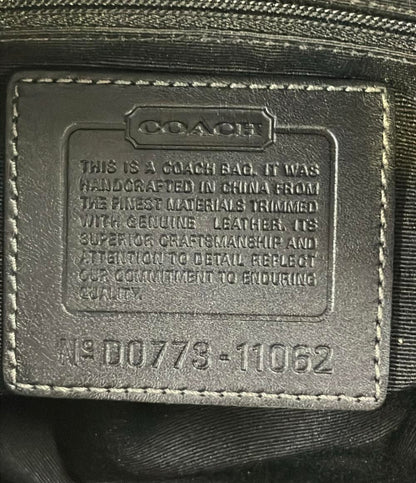 COACH
THIS IS A COACH BAG. IT WAS
HANDCRAFTED IN CHINA FROM
THE FINEST MATERIALS TRIMMED
WITH GENUINE LEATHER. ITS
SUPERIOR CRAFTSMANSHIP AND
ATTENTION TO DETAIL REFLECT
OUR COMMITMENT TO ENDURING
QUALITY.
Nº D0773-11062